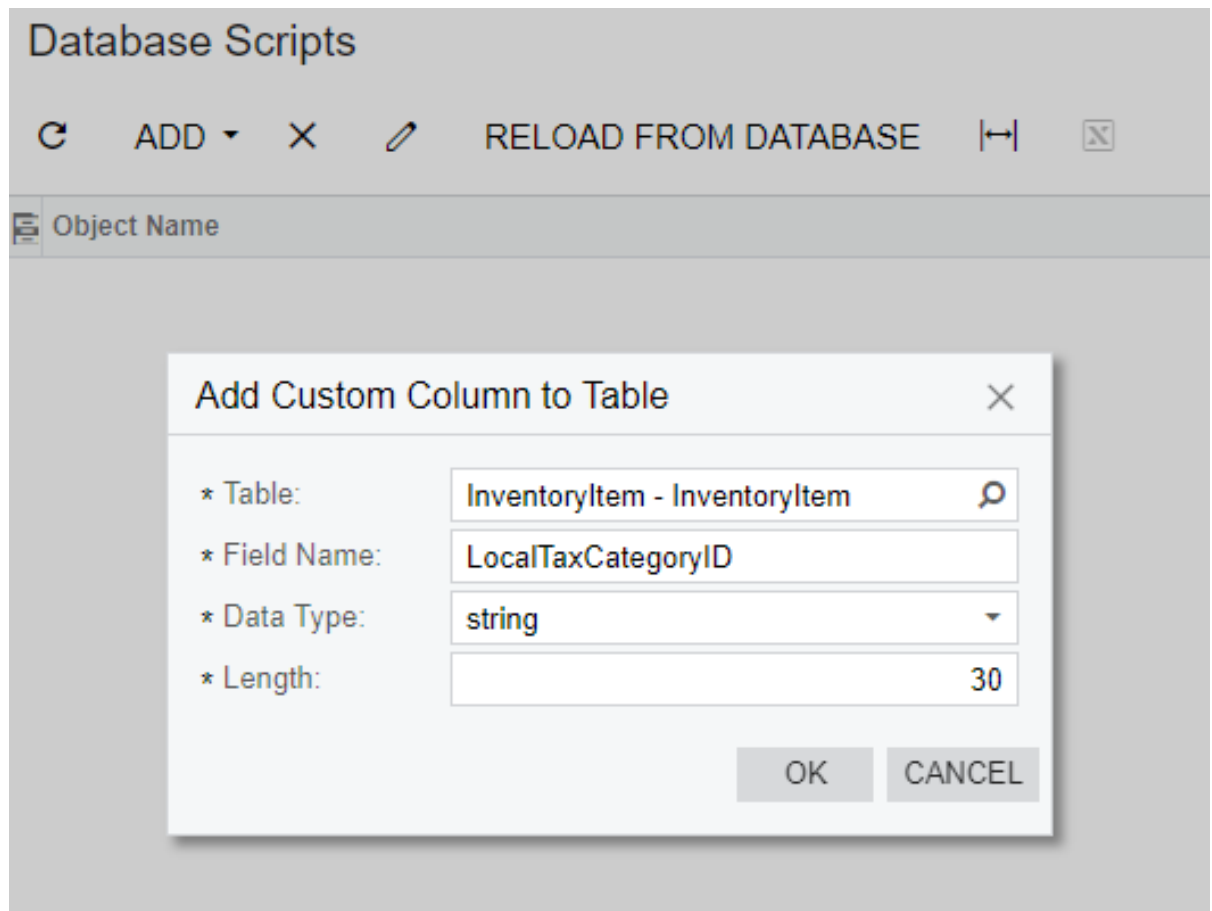 Database Scripts
ADD RELOAD FROM DATABASE
Object Name
Add Custom Column to Table
* Table: InventoryItem - InventoryItem
* Field Name: LocalTaxCategoryID
* Data Type: string
* Length: 30
OK CANCEL